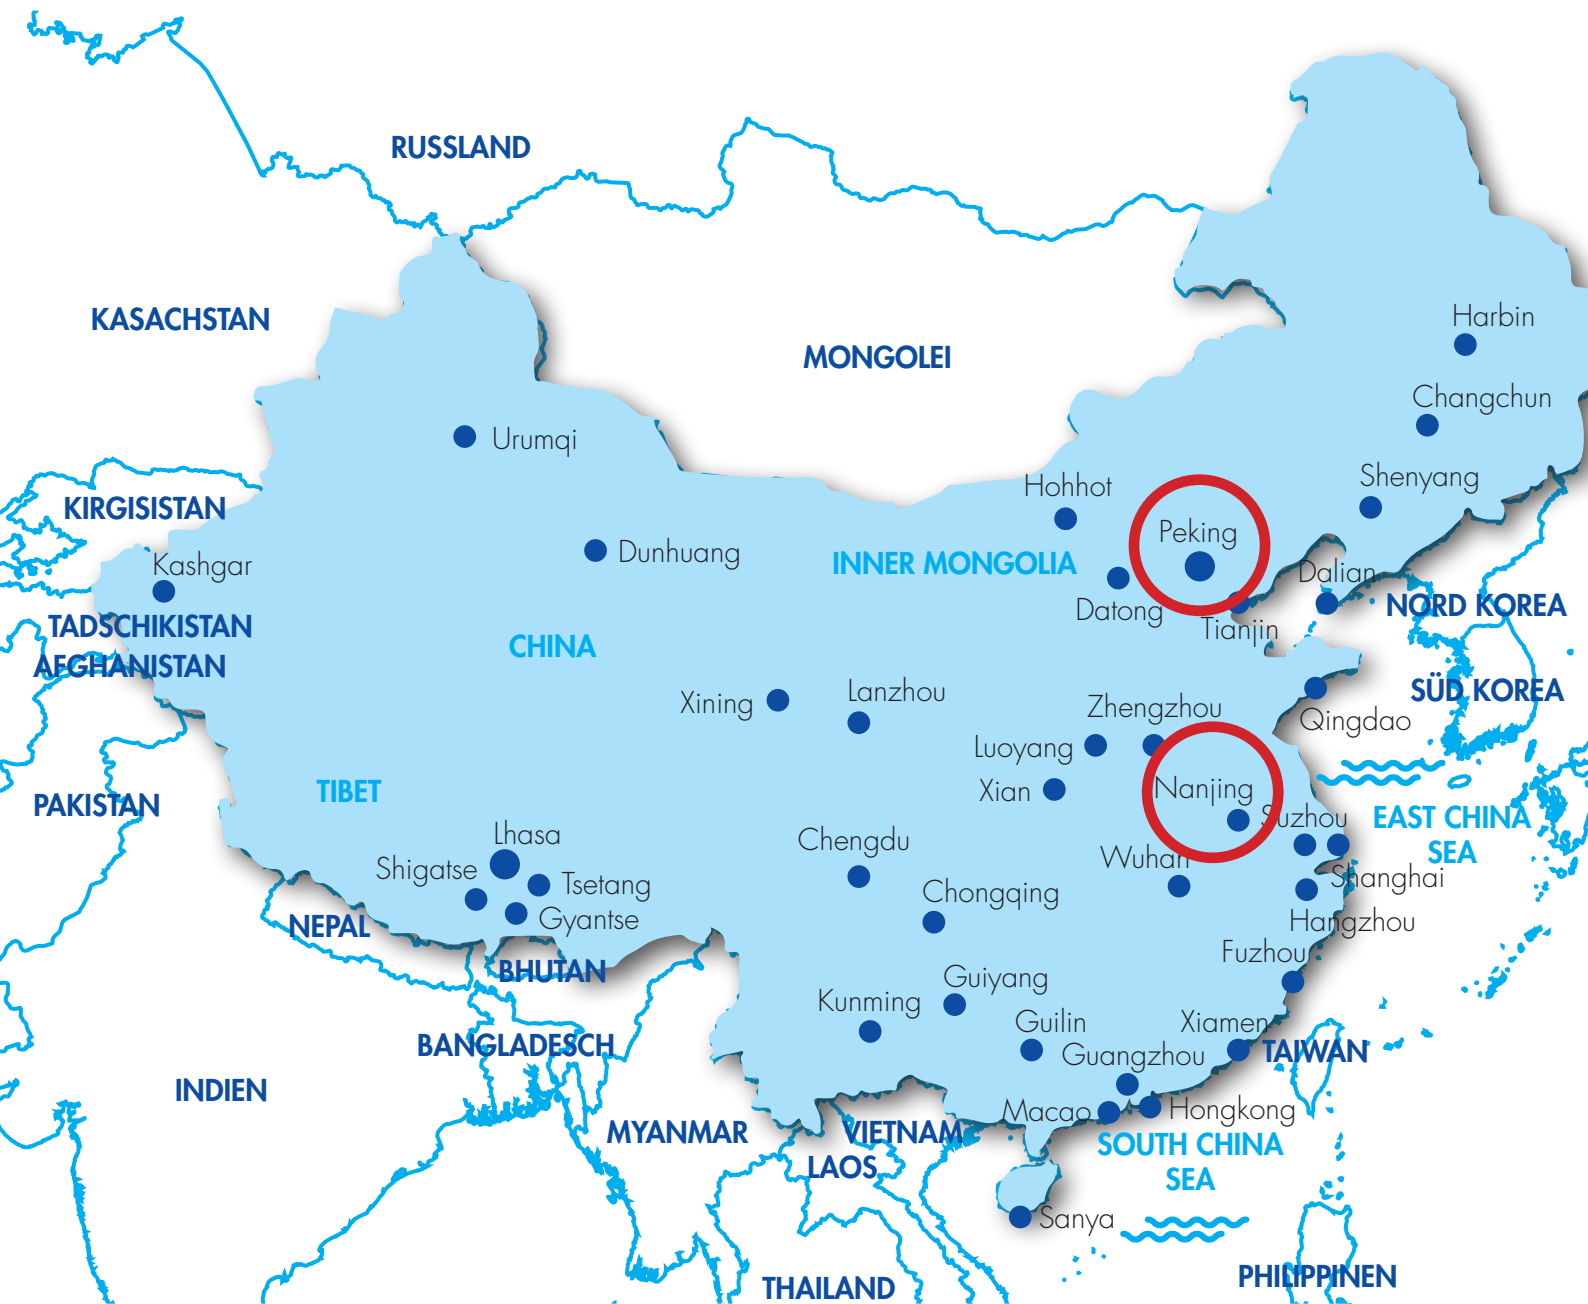 RUSSLAND
KASACHSTAN
MONGOLEI
Harbin
Changchun
Urumqi
Shenyang
Hohhot
KIRGISISTAN
Peking
Dunhuang
INNER MONGOLIA
Kashgar
Dalian
NORD KOREA
Datong
Tianjin
TADSCHIKISTAN
CHINA
AFGHANISTAN
SÜD KOREA
Xining
Lanzhou
Zhengzhou
Qingdao
Luoyang
Xian
Nanjing
TIBET
PAKISTAN
Suzhou
EAST CHINA
SEA
Lhasa
Chengdu
Wuhan
Shigatse
Tsetang
Shanghai
Chongqing
Gyantse
Hangzhou
NEPAL
Fuzhou
BHUTAN
Guiyang
Kunming
Guilin
Xiamen
BANGLADESCH
Guangzhou
TAIWAN
INDIEN
Macao
Hongkong
MYANMAR
VIETNAM
SOUTH CHINA
SEA
LAOS
Sanya
THAILAND
PHILIPPINEN